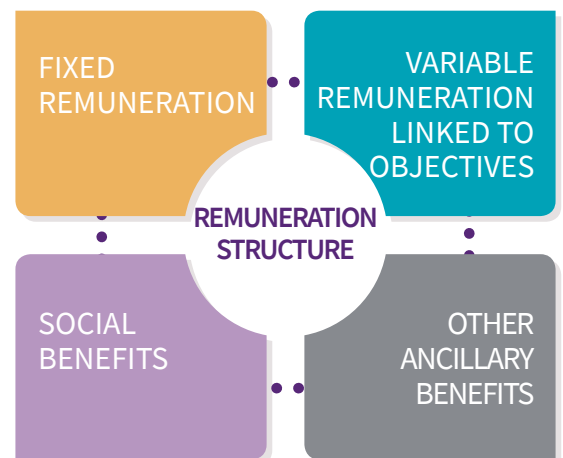 FIXED
REMUNERATION
VARIABLE
REMUNERATION
LINKED TO
OBJECTIVES
REMUNERATION
STRUCTURE
SOCIAL
BENEFITS
OTHER
ANCILLARY
BENEFITS